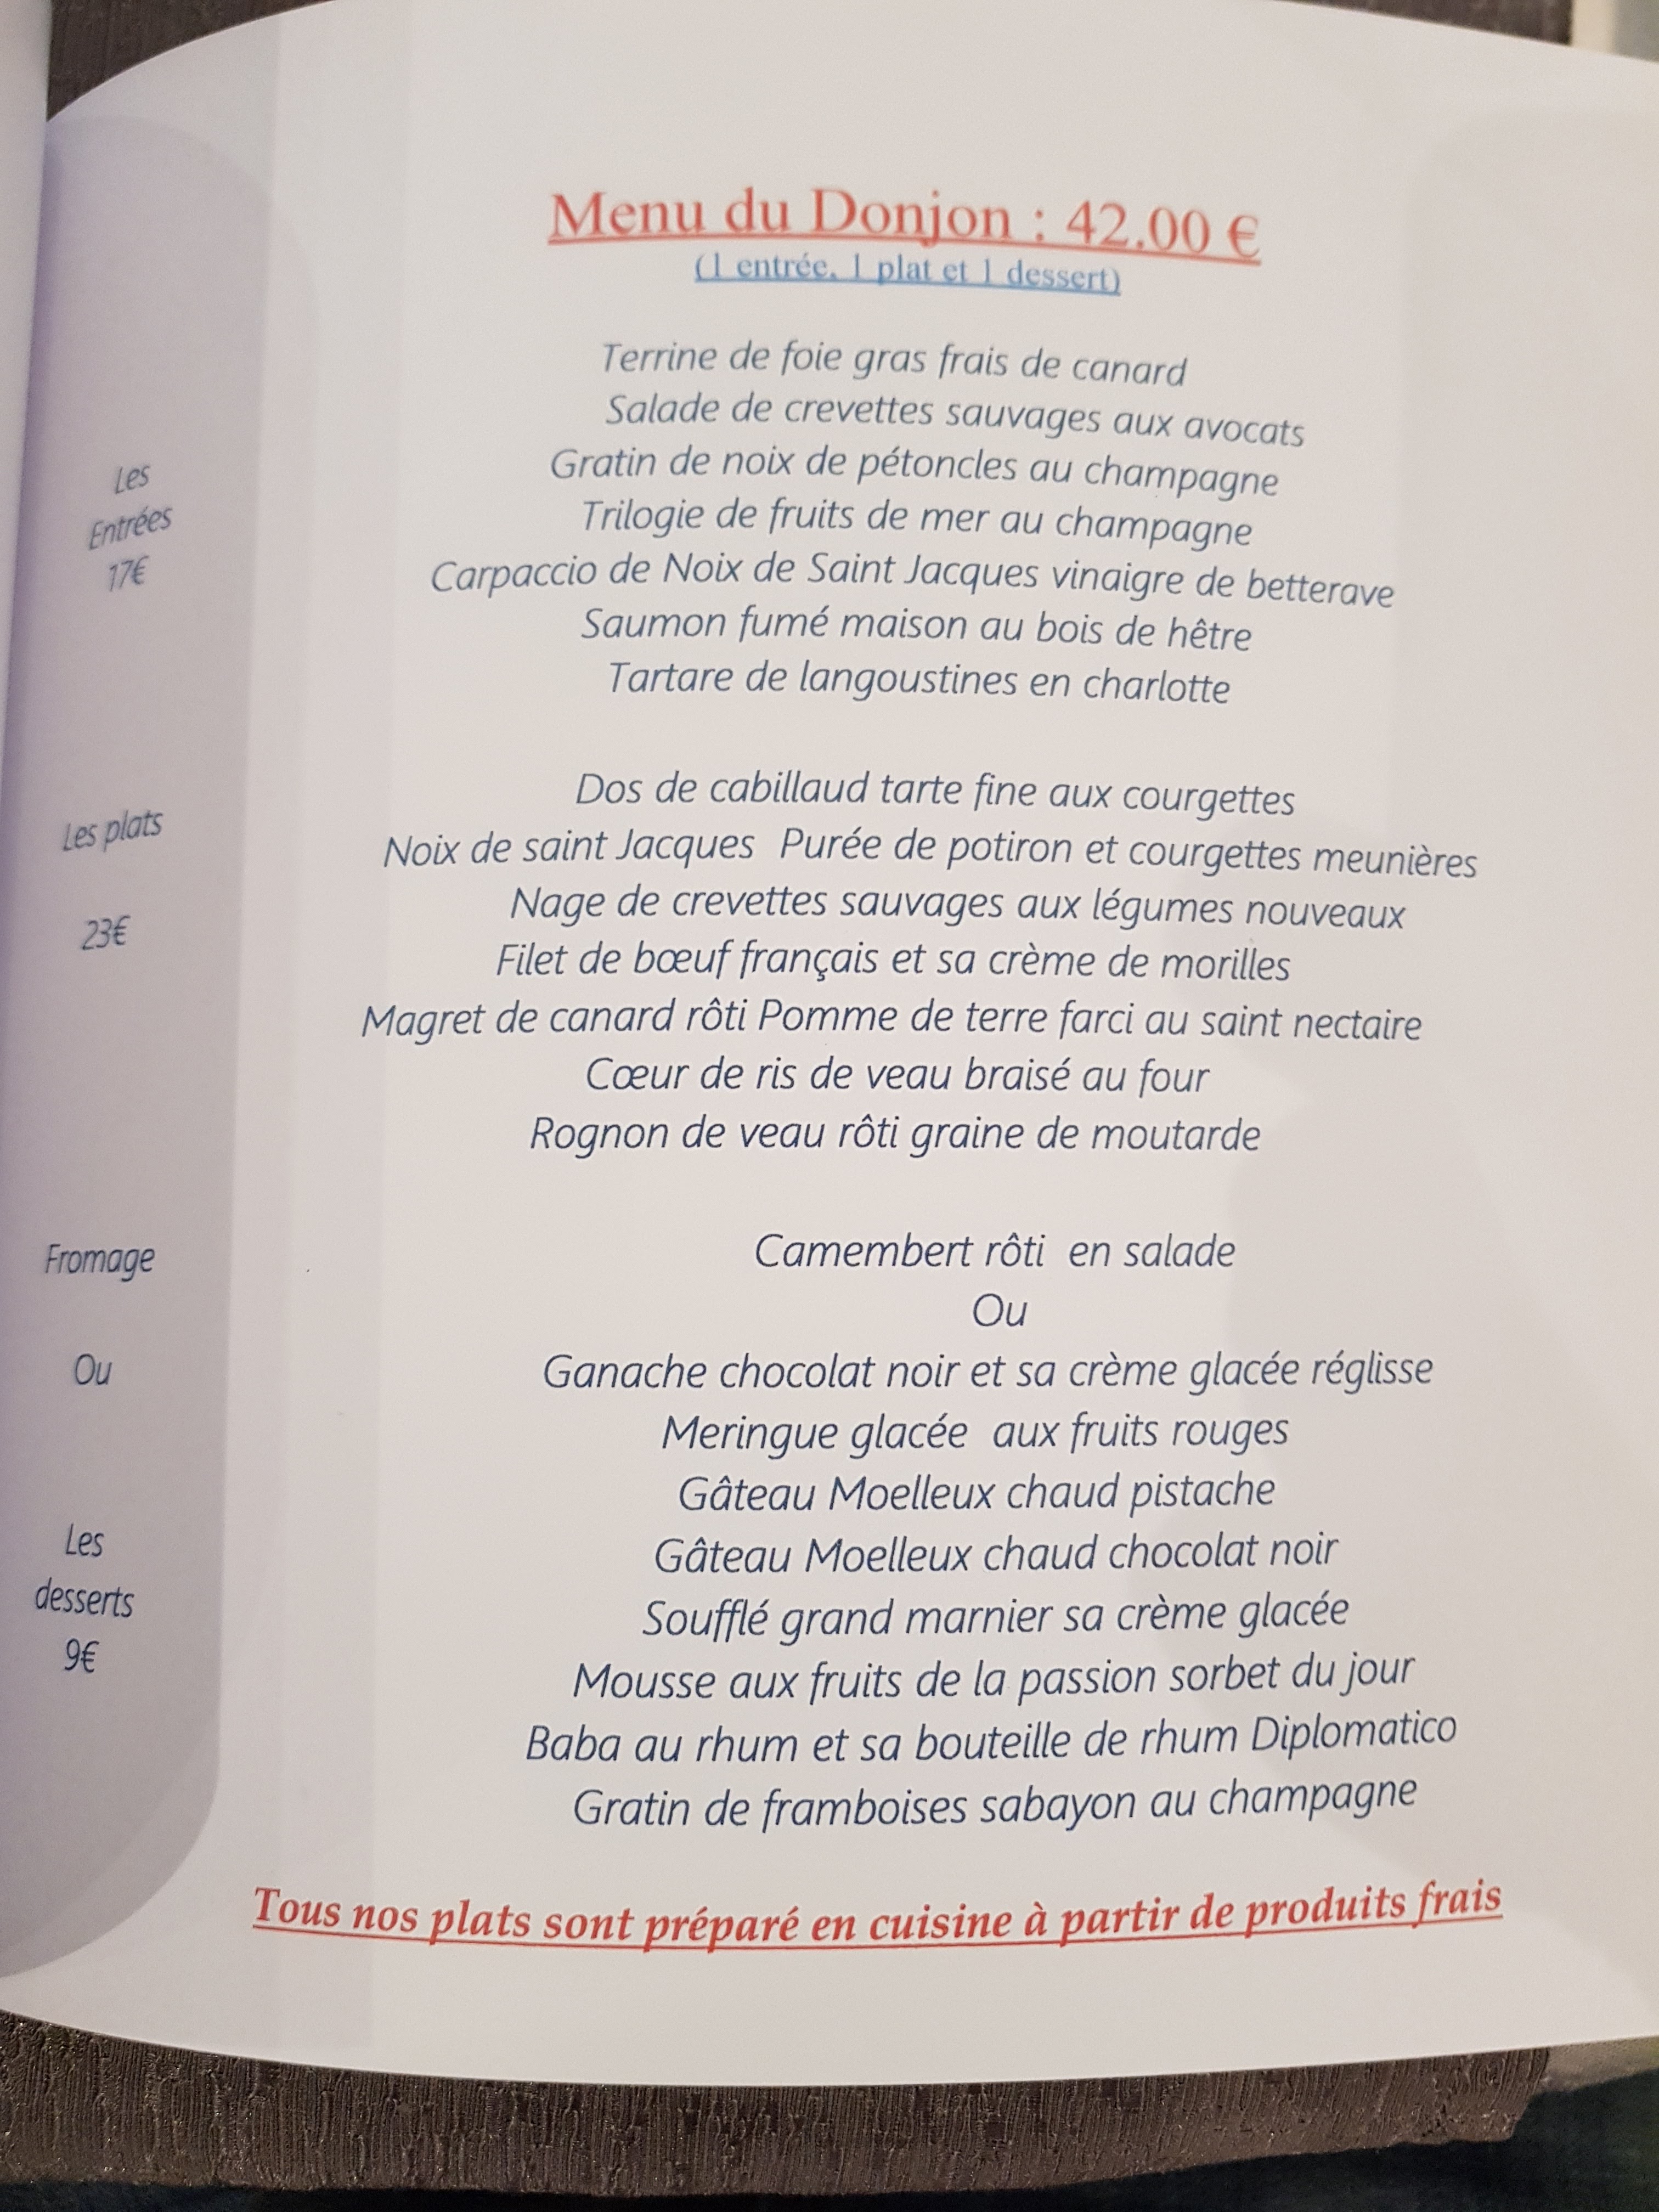 Menu du Donjon : 42.00 €
(1 entrée, 1 plat et 1 dessert)
Les
Entrées
17€
Terrine de foie gras frais de canard
Salade de crevettes sauvages aux avocats
Gratin de noix de pétoncles au champagne
Trilogie de fruits de mer au champagne
Carpaccio de Noix de Saint Jacques vinaigre de betterave
Saumon fumé maison au bois de hêtre
Tartare de langoustines en charlotte
Les plats
23€
Dos de cabillaud tarte fine aux courgettes
Noix de saint Jacques  Purée de potiron et courgettes meunières
Nage de crevettes sauvages aux légumes nouveaux
Filet de bœuf français et sa crème de morilles
Magret de canard rôti Pomme de terre farci au saint nectaire
Cœur de ris de veau braisé au four
Rognon de veau rôti graine de moutarde
Fromage
Camembert rôti  en salade
Ou
Ou
Les
desserts
9€
Ganache chocolat noir et sa crème glacée réglisse
Meringue glacée  aux fruits rouges
Gâteau Moelleux chaud pistache
Gâteau Moelleux chaud chocolat noir
Soufflé grand marnier sa crème glacée
Mousse aux fruits de la passion sorbet du jour
Baba au rhum et sa bouteille de rhum Diplomatico
Gratin de framboises sabayon au champagne
Tous nos plats sont préparé en cuisine à partir de produits frais